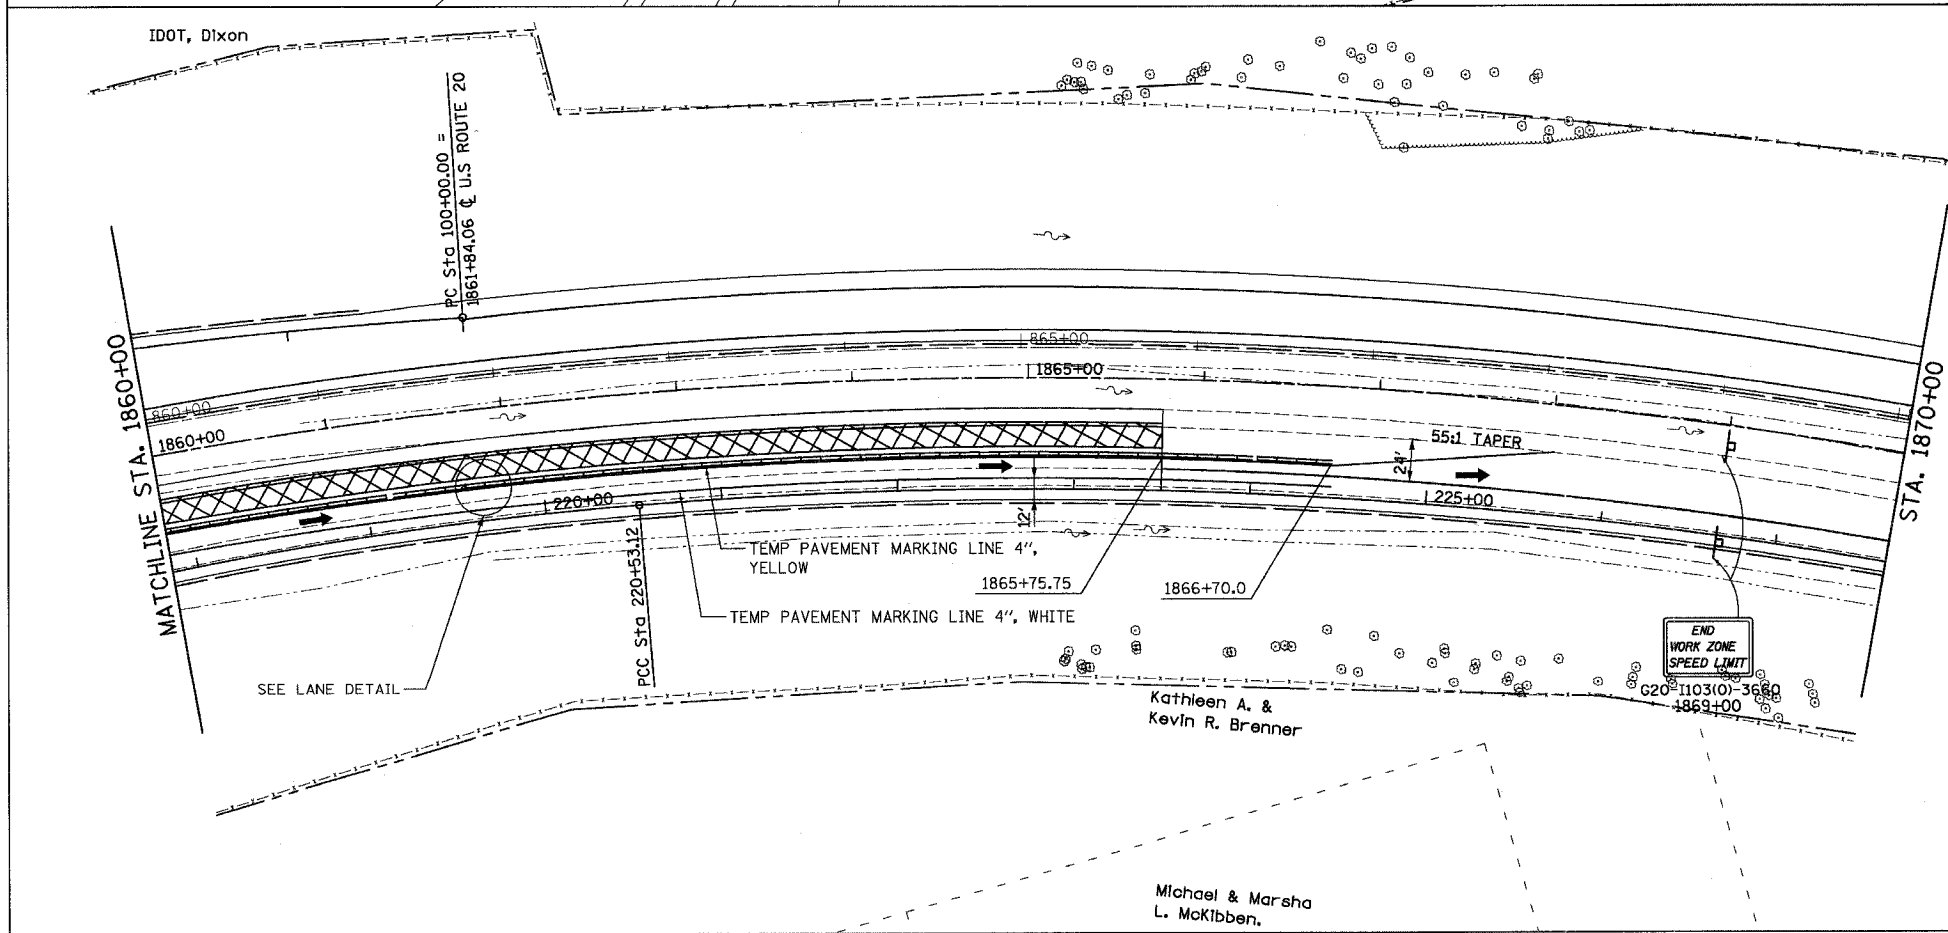 IDOT, Dixon
PC Sta 100+00.00 =
1861+84.06 ℄ U.S ROUTE 20
MATCHLINE STA. 1860+00
860+00
1860+00
1865+00
1865+00
55:1 TAPER
24'
12'
220+00
225+00
PCC Sta 220+53.12
TEMP PAVEMENT MARKING LINE 4",
YELLOW
1865+75.75
1866+70.0
TEMP PAVEMENT MARKING LINE 4", WHITE
SEE LANE DETAIL
END
WORK ZONE
SPEED LIMIT
G20-I103(O)-3660
1869+00
STA. 1870+00
Kathleen A. &
Kevin R. Brenner
Michael & Marsha
L. McKibben.